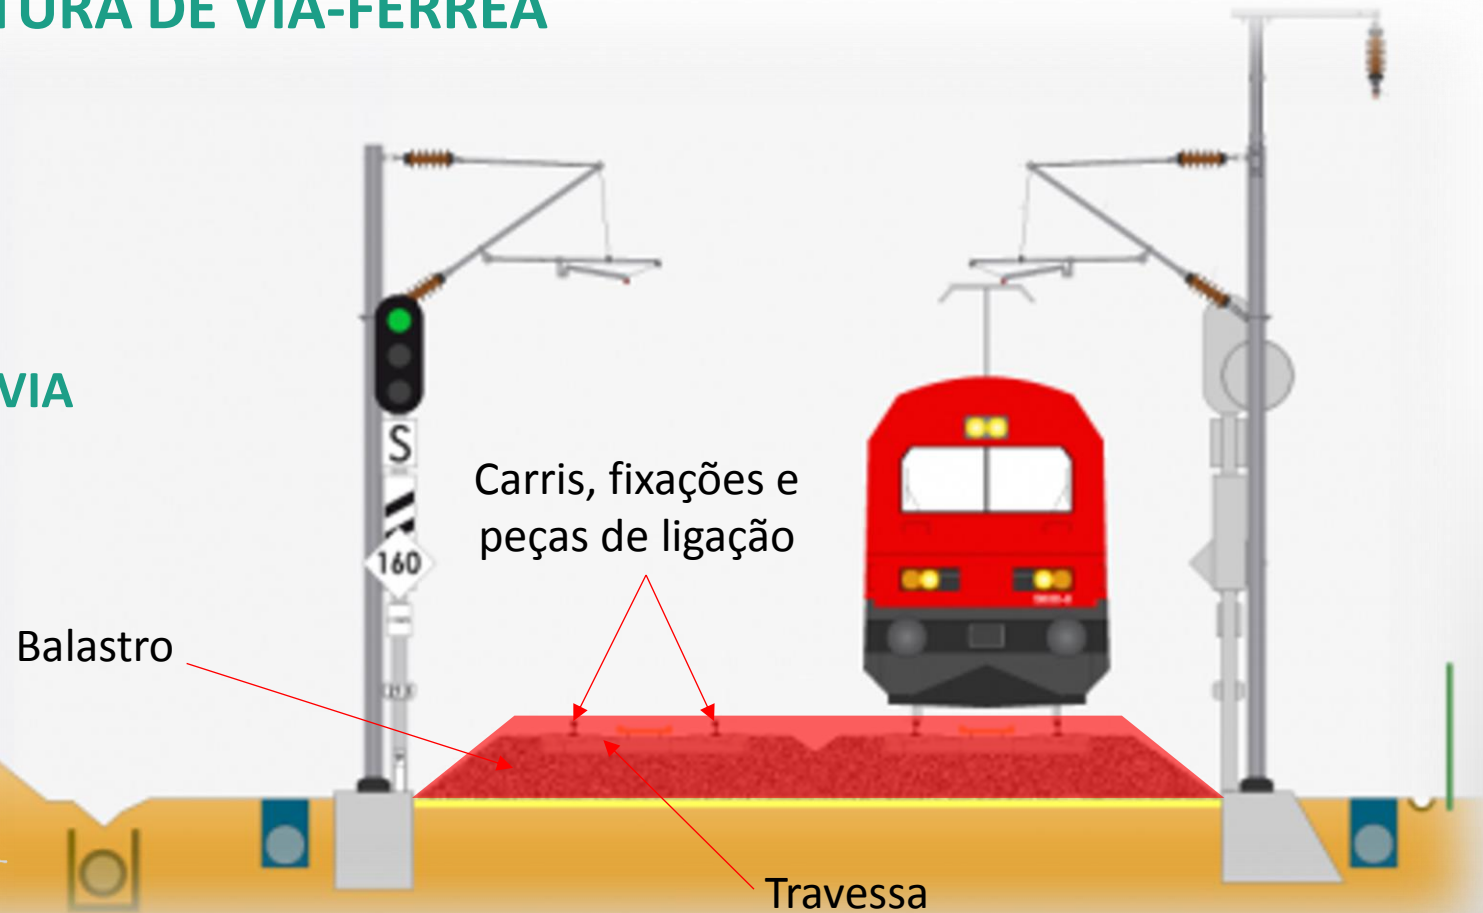 TURA DE VIA-FÉRREA
VIA
S
Carris, fixações e
peças de ligação
160
Balastro
Travessa